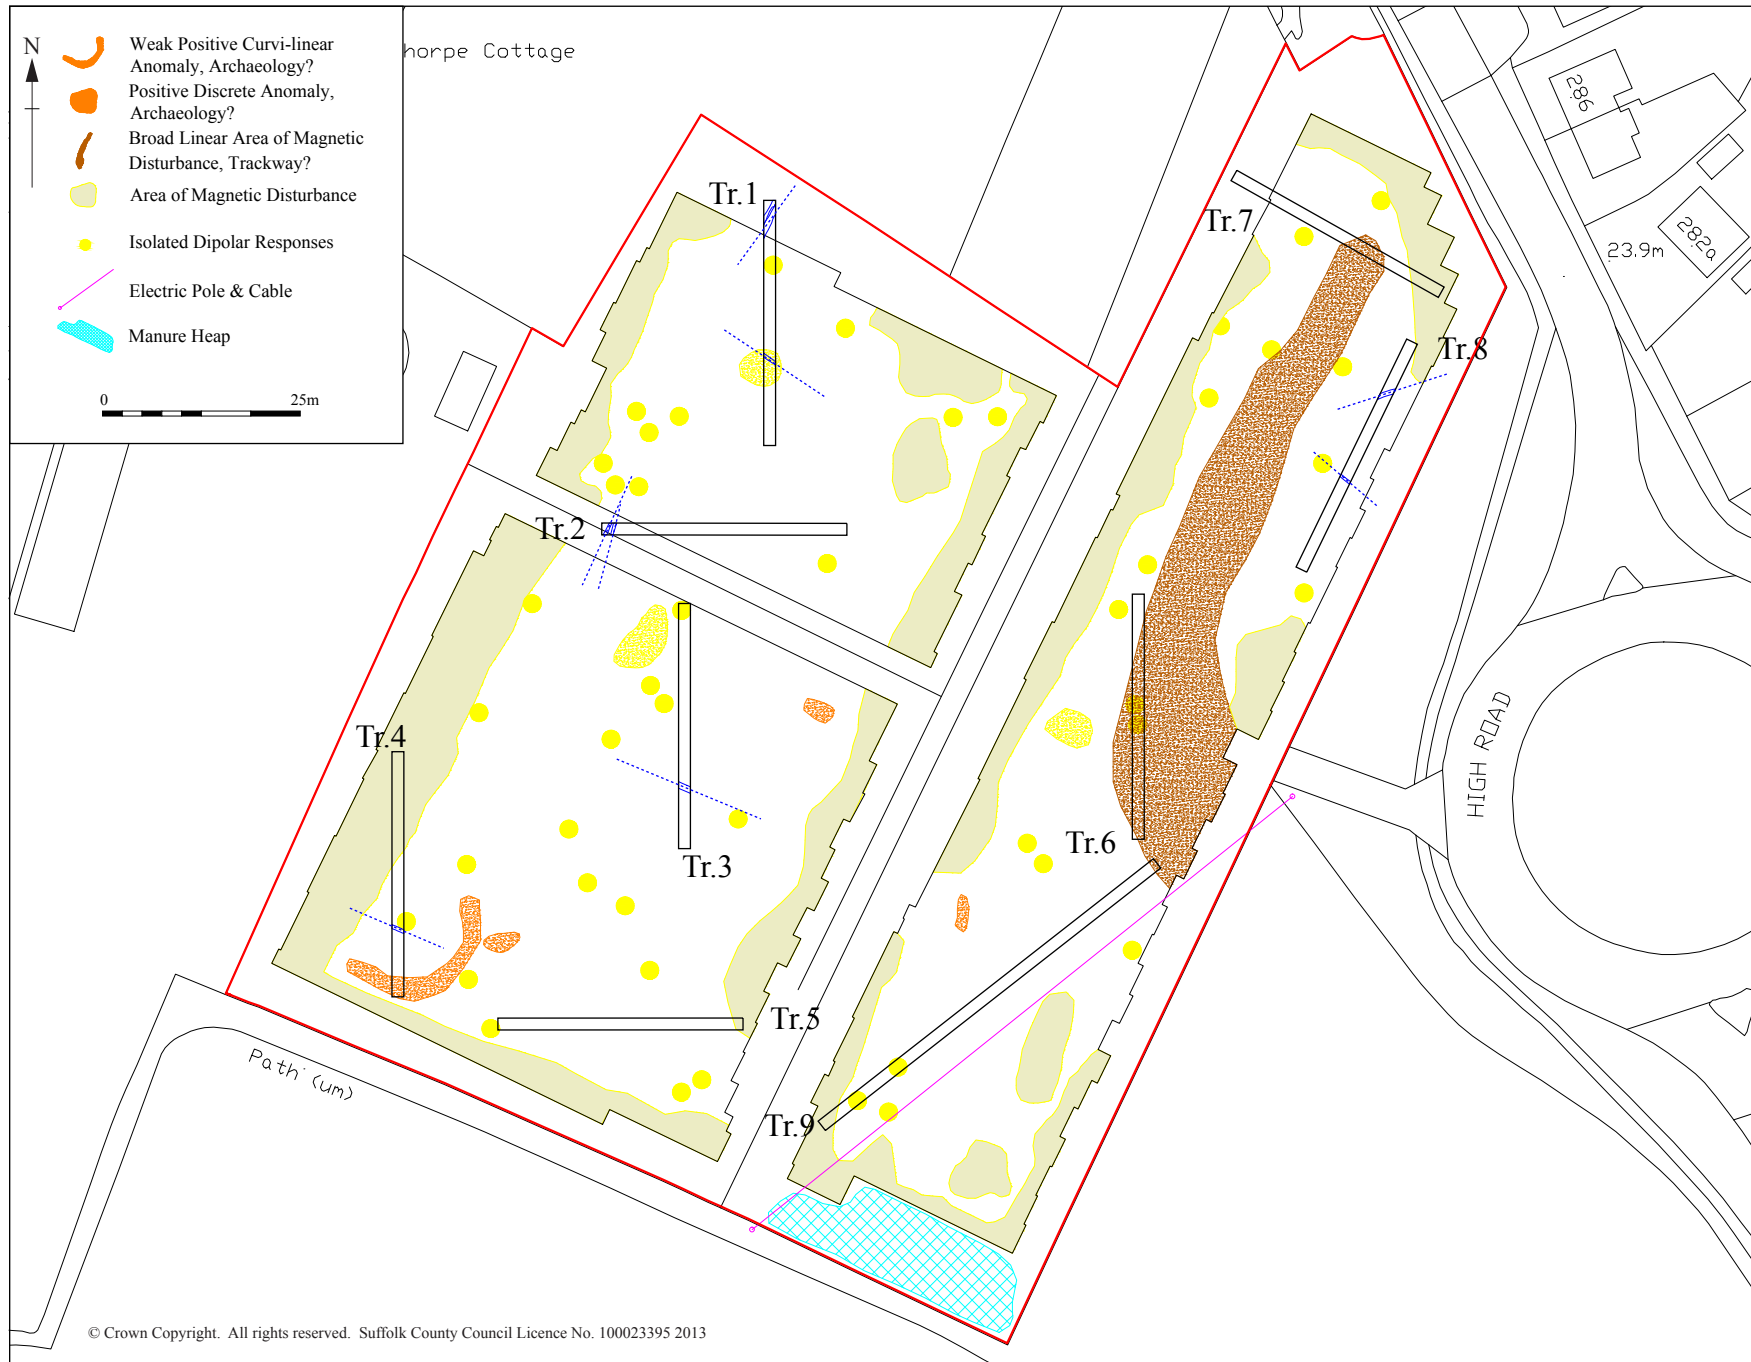 N
Weak Positive Curvi-linear
Anomaly, Archaeology?
Positive Discrete Anomaly,
Archaeology?
Broad Linear Area of Magnetic
Disturbance, Trackway?
Area of Magnetic Disturbance
Isolated Dipolar Responses
Electric Pole & Cable
Manure Heap
0 25m
horpe Cottage
286
282a
23.9m
Tr.1
Tr.7
Tr.8
Tr.2
Tr.4
Tr.3
Tr.6
HIGH ROAD
Tr.5
Path (um)
Tr.9
© Crown Copyright. All rights reserved. Suffolk County Council Licence No. 100023395 2013